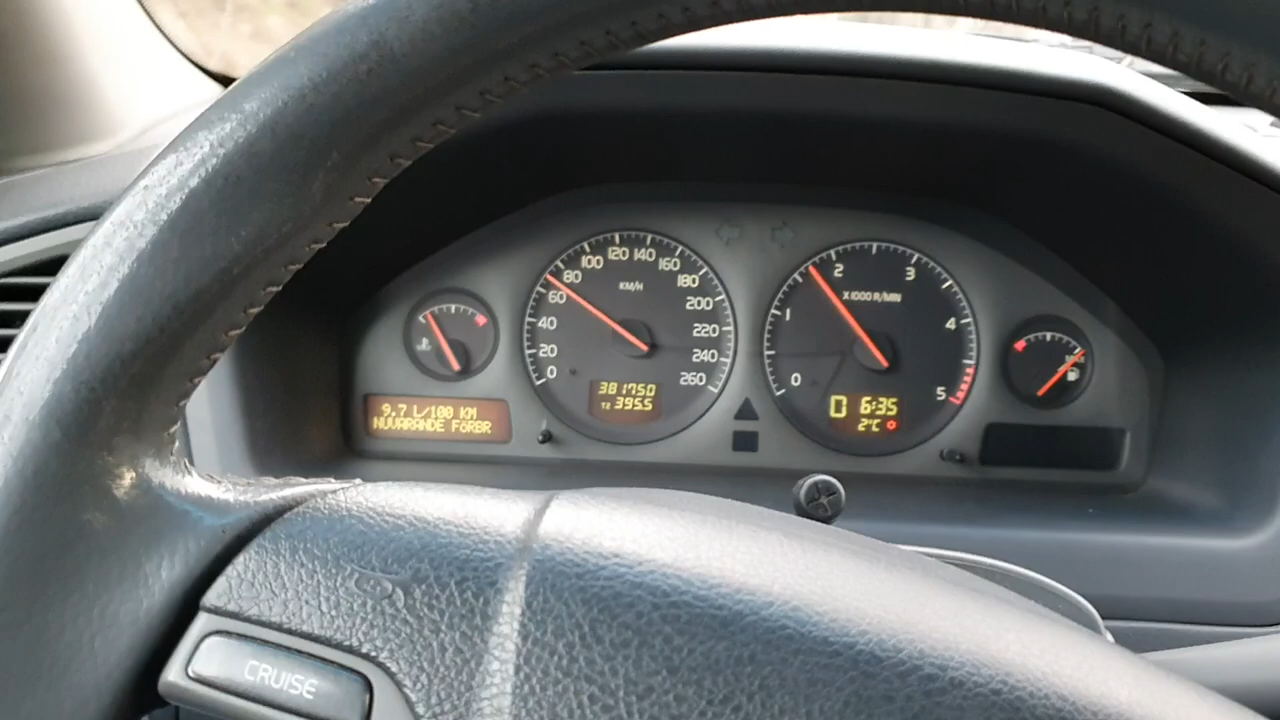 0 20 40 60 80 100 120 140 160 180 200 220 240 260
KM/H
381750
T2 395.5
9.7 L/100 KM
NUVARANDE FÖRBR
0 1 2 3 4 5
X1000 R/MIN
D 6:35
2°C
CRUISE